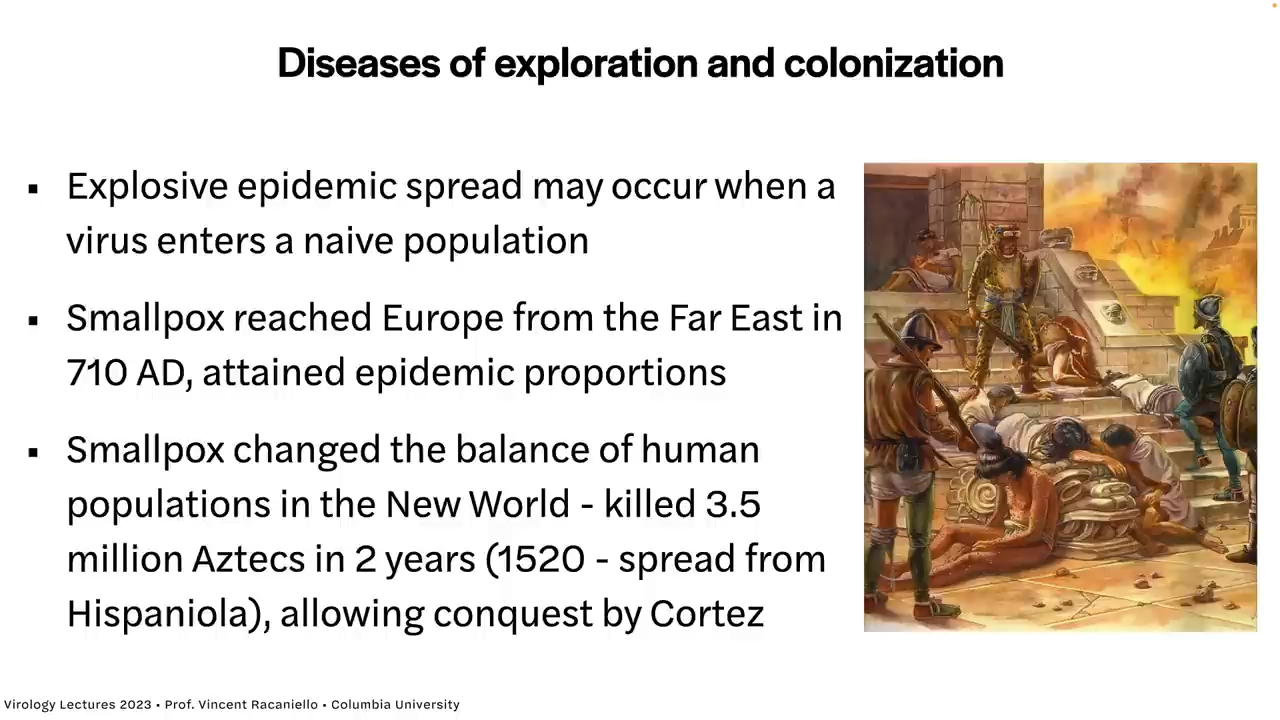 Diseases of exploration and colonization
▪ Explosive epidemic spread may occur when a
virus enters a naive population
▪ Smallpox reached Europe from the Far East in
710 AD, attained epidemic proportions
▪ Smallpox changed the balance of human
populations in the New World - killed 3.5
million Aztecs in 2 years (1520 - spread from
Hispaniola), allowing conquest by Cortez
Virology Lectures 2023 • Prof. Vincent Racaniello • Columbia University